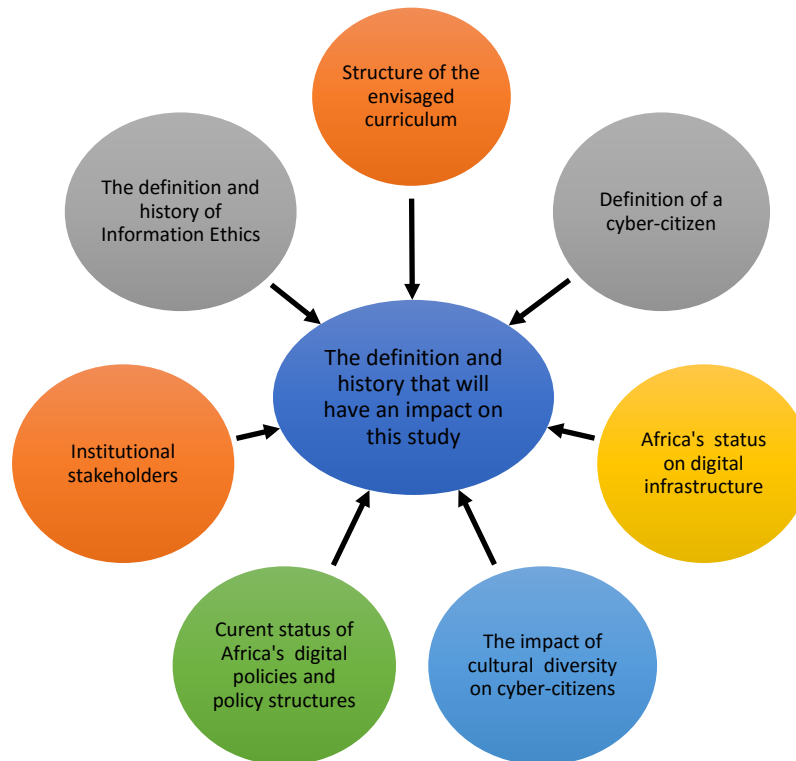 Structure of the
envisaged
curriculum
The definition and
history of
Information Ethics
Definition of a
cyber-citizen
The definition and
history that will
have an impact on
this study
Institutional
stakeholders
Africa's status
on digital
infrastructure
Curent status of
Africa's digital
policies and
policy structures
The impact of
cultural diversity
on cyber-citizens